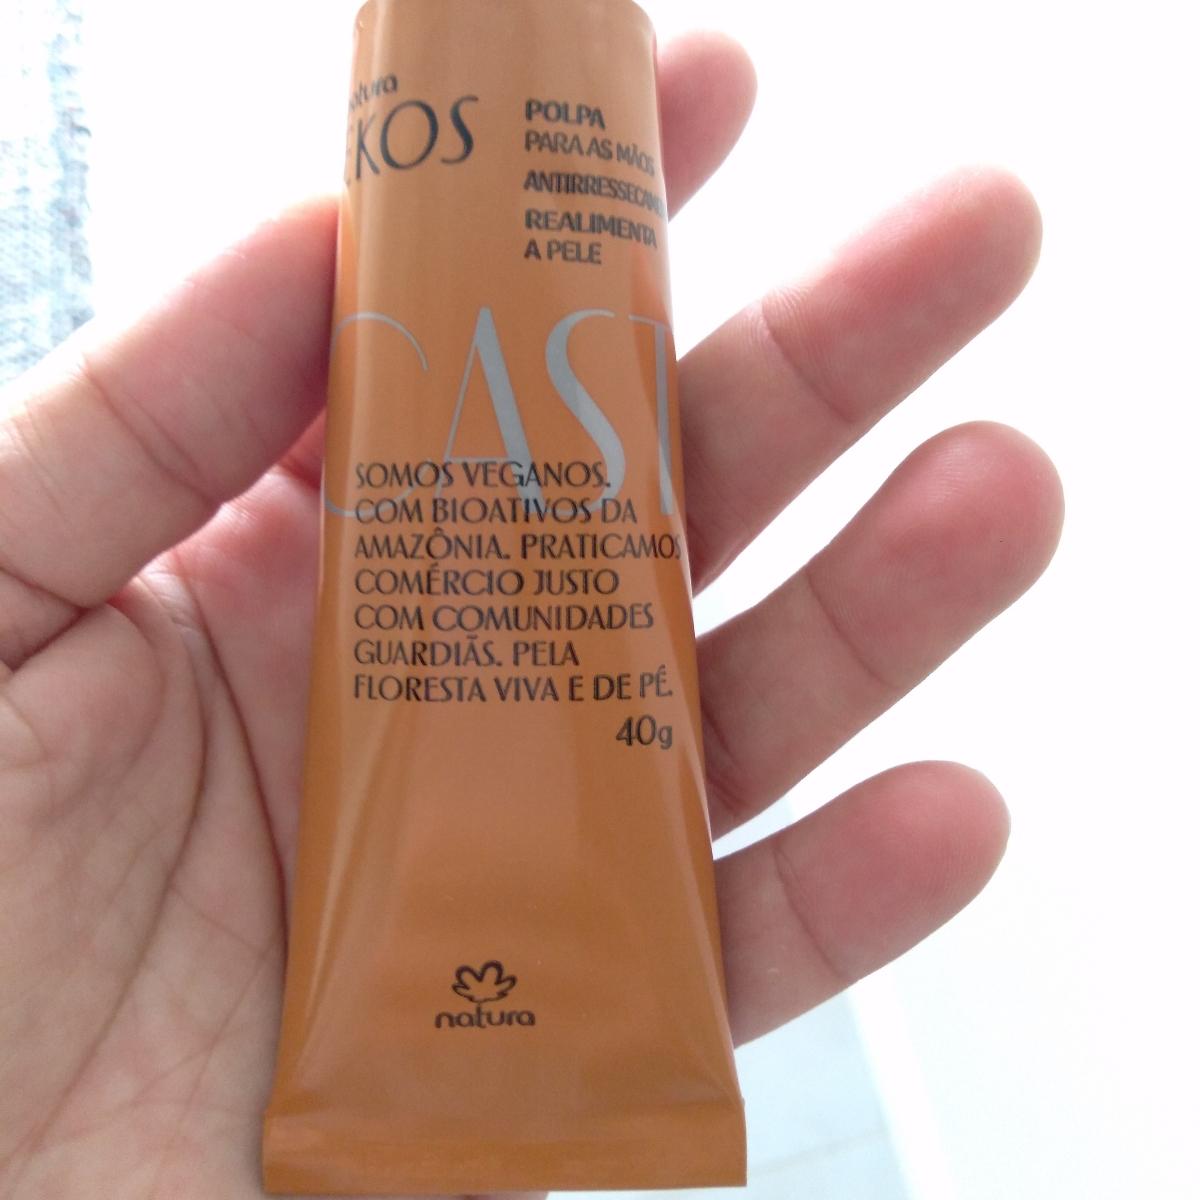 natura
EKOS
POLPA
PARA AS MÃOS
REALIMENTA
A PELE
CAST
SOMOS VEGANOS.
COM BIOATIVOS DA
AMAZÔNIA. PRATICAMOS
COMÉRCIO JUSTO
COM COMUNIDADES
GUARDIÃS. PELA
FLORESTA VIVA E DE PÉ.
40g
natura